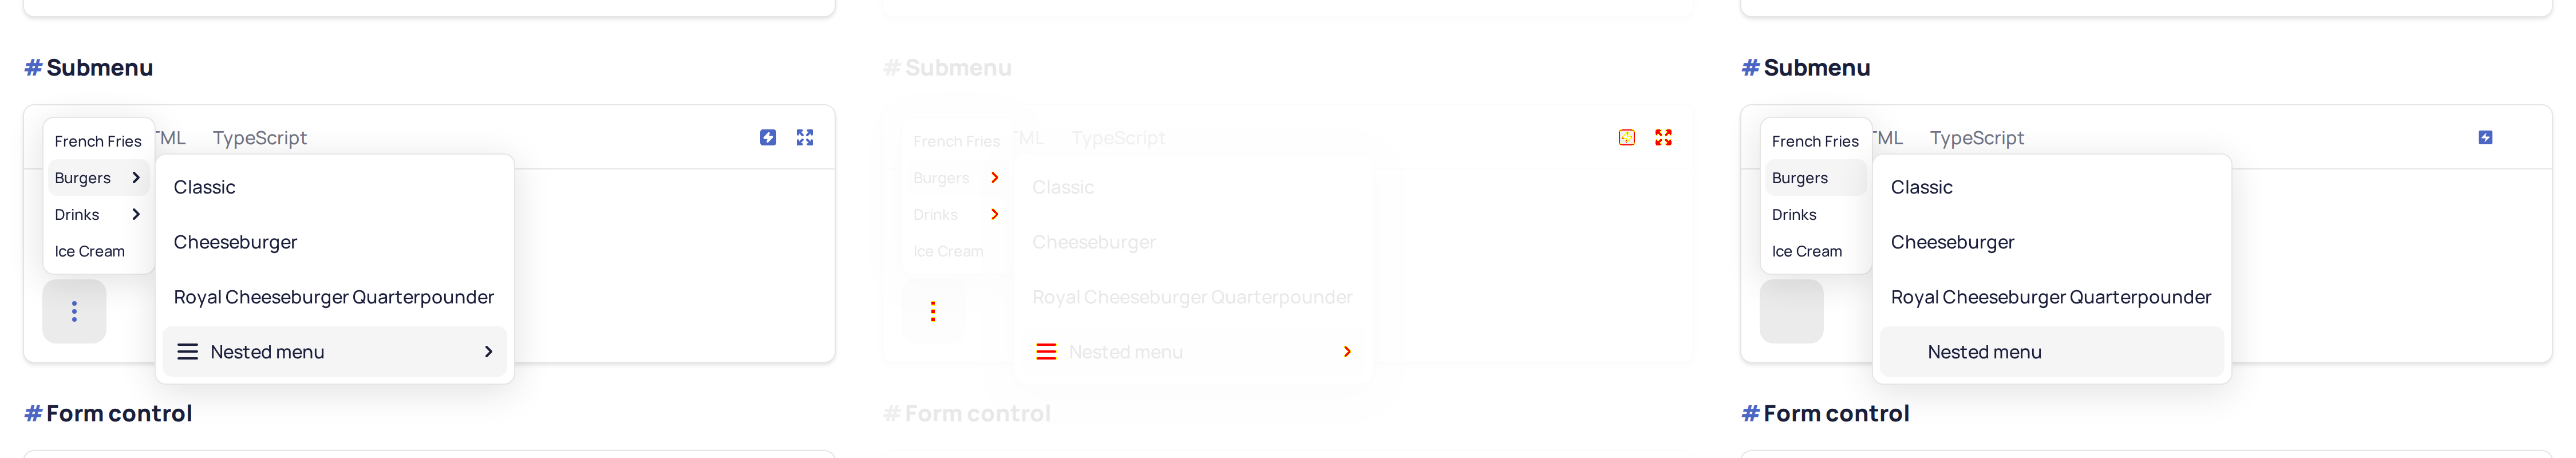 # Submenu
French Fries
TML TypeScript
Burgers
Classic
Drinks
Cheeseburger
Ice Cream
Royal Cheeseburger Quarterpounder
Nested menu
# Form control
# Submenu
French Fries
ML TypeScript
Burgers
Classic
Drinks
Cheeseburger
Ice Cream
Royal Cheeseburger Quarterpounder
Nested menu
# Form control
# Submenu
French Fries
TML TypeScript
Burgers
Classic
Drinks
Cheeseburger
Ice Cream
Royal Cheeseburger Quarterpounder
Nested menu
# Form control